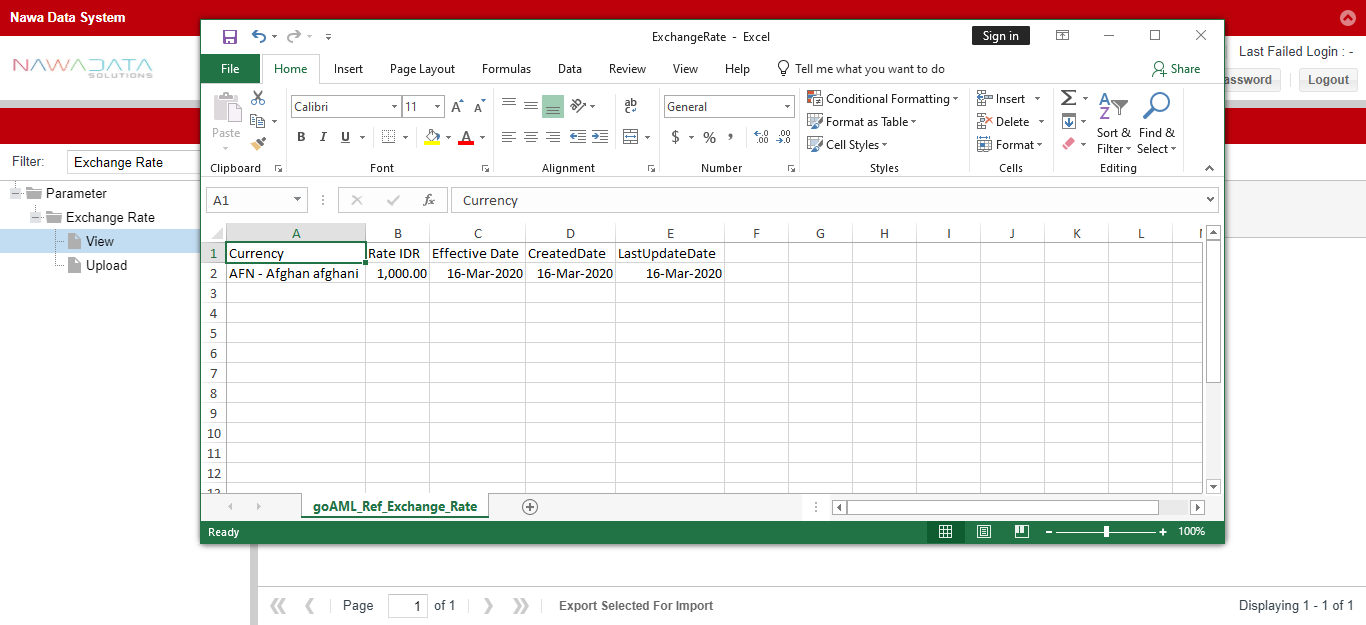 Nawa Data System
NAWADATA
SOLUTIONS
Last Failed Login : -
assword
Logout
Filter:
Exchange Rate
Parameter
Exchange Rate
View
Upload
ExchangeRate - Excel
Sign in
File Home Insert Page Layout Formulas Data Review View Help Tell me what you want to do Share
Paste
Clipboard
Calibri 11
A A
B I U
A
Font
ab
Alignment
General
$ % ,
.0 .00
Number
Conditional Formatting
Format as Table
Cell Styles
Styles
Insert
Delete
Format
Cells
Sort & Filter
Find & Select
Editing
A1
fx
Currency
A B C D E F G H I J K L
1 Currency Rate IDR Effective Date CreatedDate LastUpdateDate
2 AFN - Afghan afghani 1,000.00 16-Mar-2020 16-Mar-2020 16-Mar-2020
3
4
5
6
7
8
9
10
11
12
13
goAML_Ref_Exchange_Rate
Ready
100%
Page 1 of 1
Export Selected For Import
Displaying 1 - 1 of 1